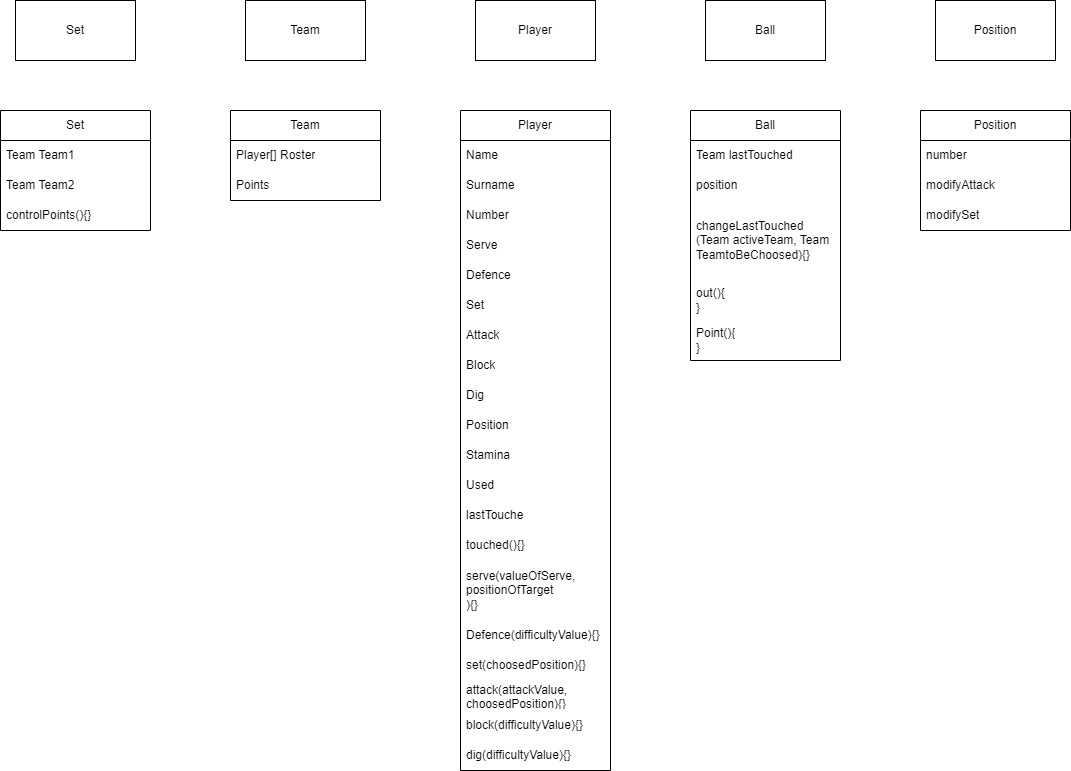 Set
Team
Player
Ball
Position
Set
Team Team1
Team Team2
controlPoints(){}
Team
Player[] Roster
Points
Player
Name
Surname
Number
Serve
Defence
Set
Attack
Block
Dig
Position
Stamina
Used
lastTouche
touched(){}
serve(valueOfServe,
positionOfTarget
){}
Defence(difficultyValue){}
set(choosedPosition){}
attack(attackValue,
choosedPosition){}
block(difficultyValue){}
dig(difficultyValue){}
Ball
Team lastTouched
position
changeLastTouched
(Team activeTeam, Team
TeamtoBeChoosed){}
out(){
}
Point(){
}
Position
number
modifyAttack
modifySet